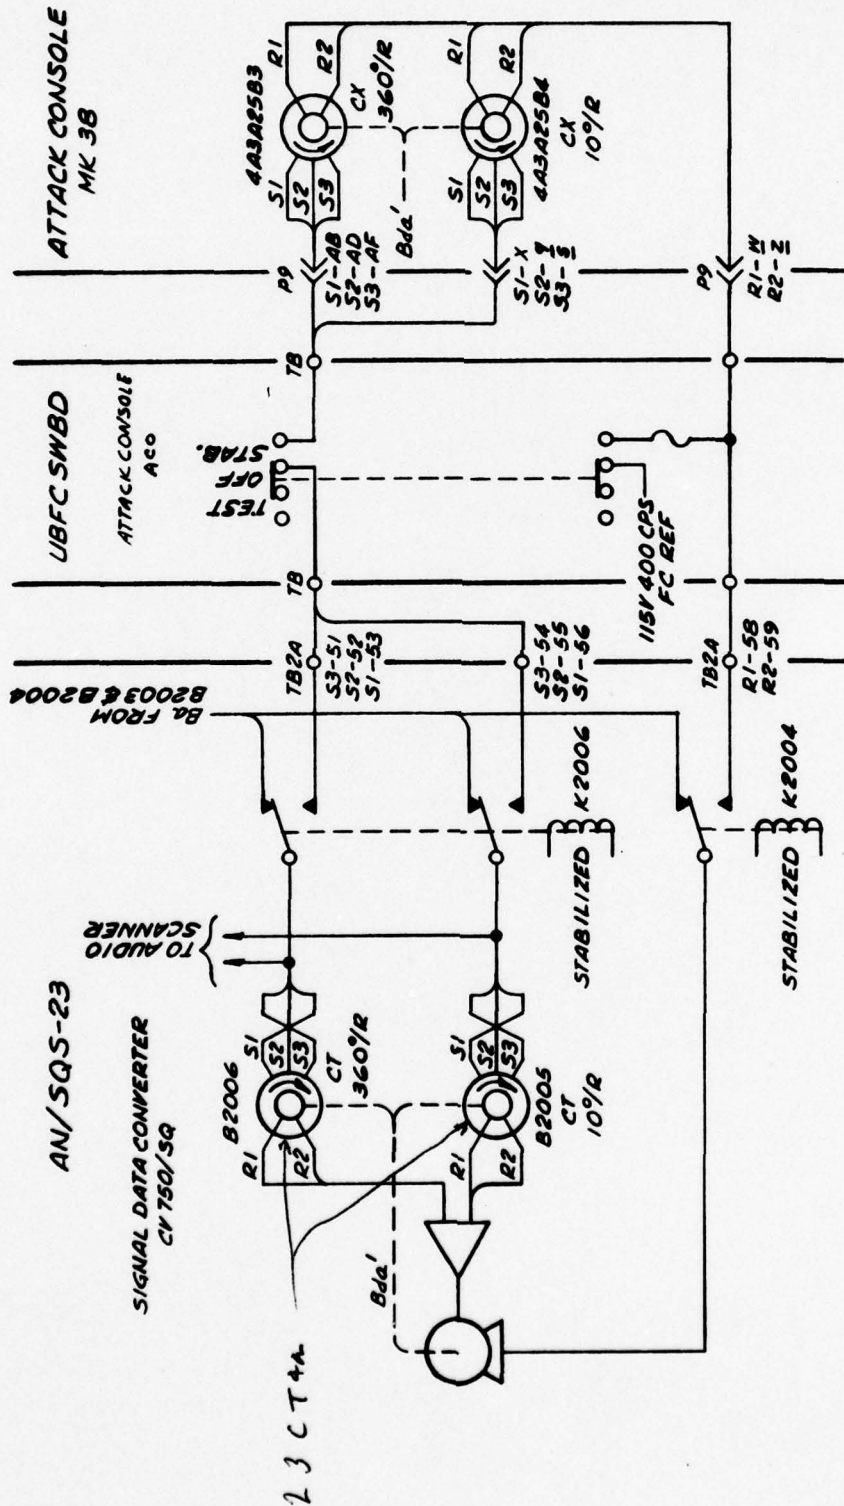 AN/SQS-23
SIGNAL DATA CONVERTER
CV 750/SQ
UBFC SWBD
ATTACK CONSOLE
ACO
ATTACK CONSOLE
MK 38
TO AUDIO
SCANNER
Ba FROM
B2003 & B2004
B2006
R1
R2
S1
S2
S3
CT
360°/R
TB2A
S3-51
S2-52
S1-53
TB
TEST
OFF
STAB.
TB
P9
S1-AB
S2-AD
S3-AF
4A3A25B3
S1
S2
S3
R1
R2
CX
360°/R
Bda'
Bda'
B2005
R1
R2
S1
S2
S3
CT
10°/R
S3-54
S2-55
S1-56
S1-X
S3-S
4A3A25B4
S1
S2
S3
R1
R2
CX
10°/R
STABILIZED K2006
115V 400 CPS
FC REF
TB2A
R1-58
R2-59
P9
R1-W
R2-Z
STABILIZED K2004